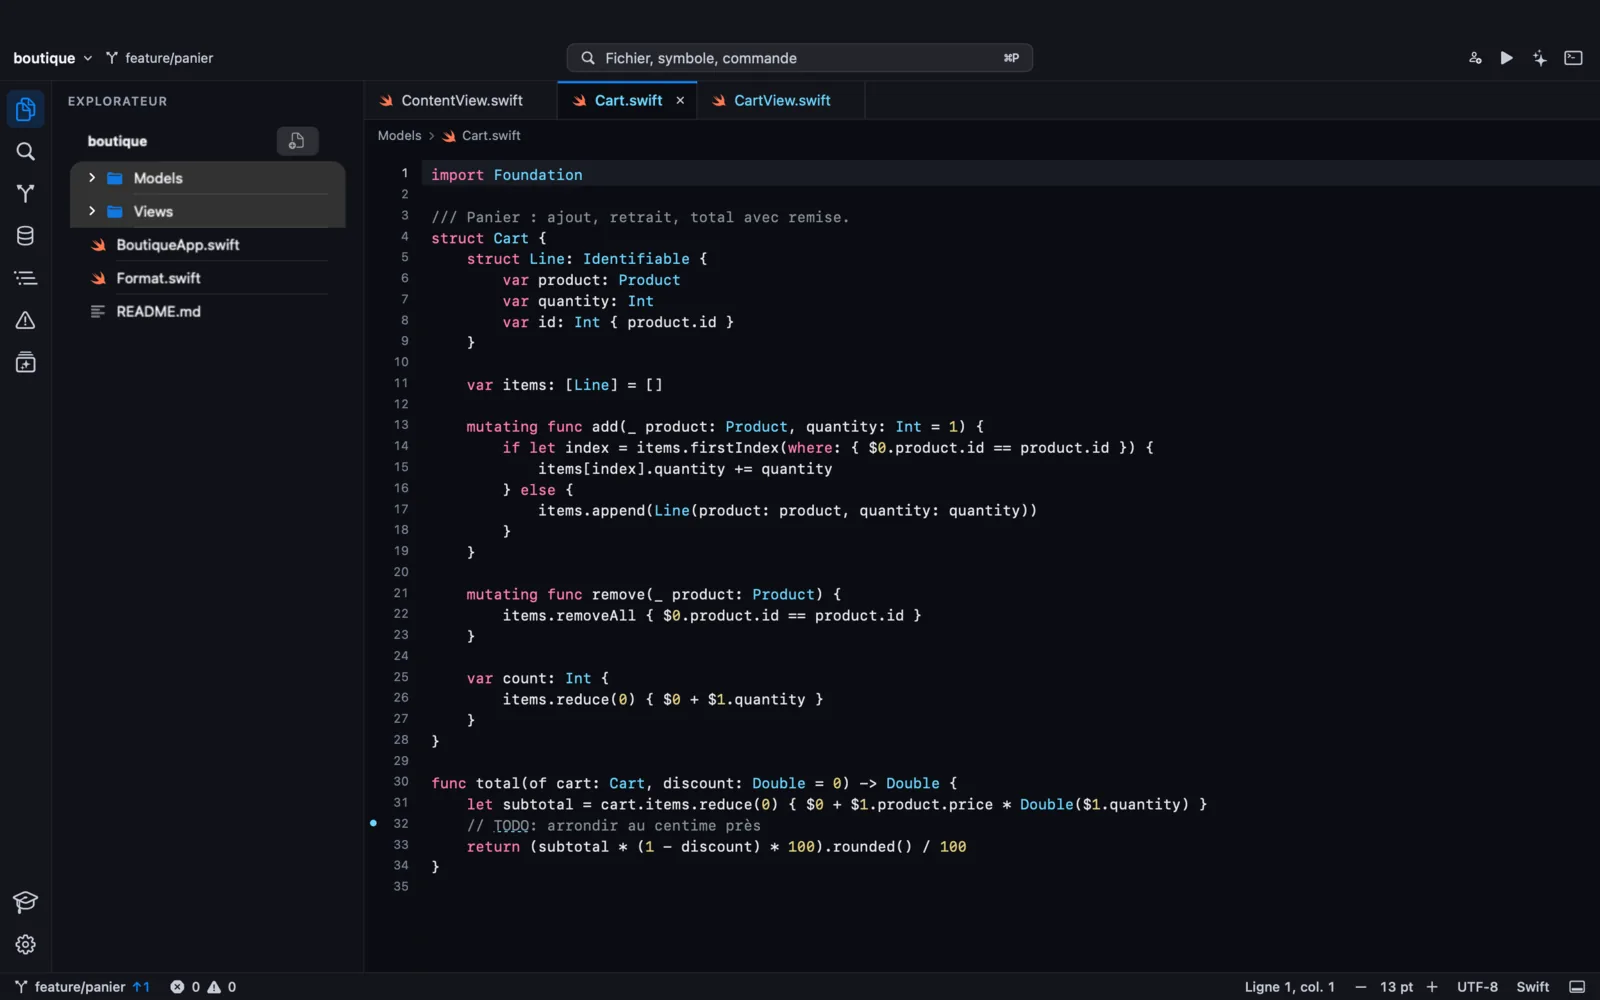 boutique feature/panier Fichier, symbole, commande ⌘P
EXPLORATEUR
boutique
Models
Views
BoutiqueApp.swift
Format.swift
README.md
ContentView.swift Cart.swift × CartView.swift
Models > Cart.swift
1 import Foundation
2
3 /// Panier : ajout, retrait, total avec remise.
4 struct Cart {
5     struct Line: Identifiable {
6         var product: Product
7         var quantity: Int
8         var id: Int { product.id }
9     }
10
11     var items: [Line] = []
12
13     mutating func add(_ product: Product, quantity: Int = 1) {
14         if let index = items.firstIndex(where: { $0.product.id == product.id }) {
15             items[index].quantity += quantity
16         } else {
17             items.append(Line(product: product, quantity: quantity))
18         }
19     }
20
21     mutating func remove(_ product: Product) {
22         items.removeAll { $0.product.id == product.id }
23     }
24
25     var count: Int {
26         items.reduce(0) { $0 + $1.quantity }
27     }
28 }
29
30 func total(of cart: Cart, discount: Double = 0) -> Double {
31     let subtotal = cart.items.reduce(0) { $0 + $1.product.price * Double($1.quantity) }
32     // TODO: arrondir au centime près
33     return (subtotal * (1 - discount) * 100).rounded() / 100
34 }
35
feature/panier ↑1 0 0 Ligne 1, col. 1 — 13 pt + UTF-8 Swift